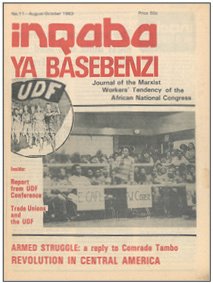 No.11 - August-October 1983
Price 50c
inqaba
YA BASEBENZI
Journal of the Marxist
Workers' Tendency of the
African National Congress
UDF
Inside:
Report
from UDF
Conference
Trade Unions
and the
UDF
E CAPE
W Coast
ARMED STRUGGLE: a reply to Comrade Tambo
REVOLUTION IN CENTRAL AMERICA